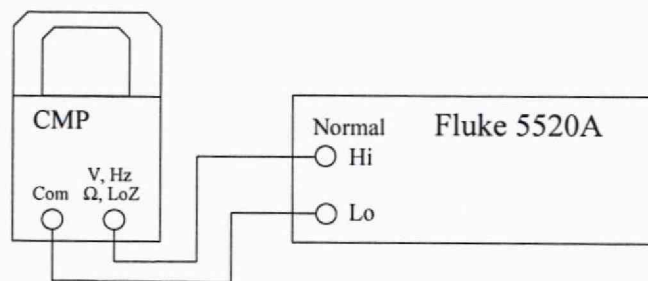 CMP
Com
V, Hz
Ω, LoZ
Normal
Hi
Lo
Fluke 5520A